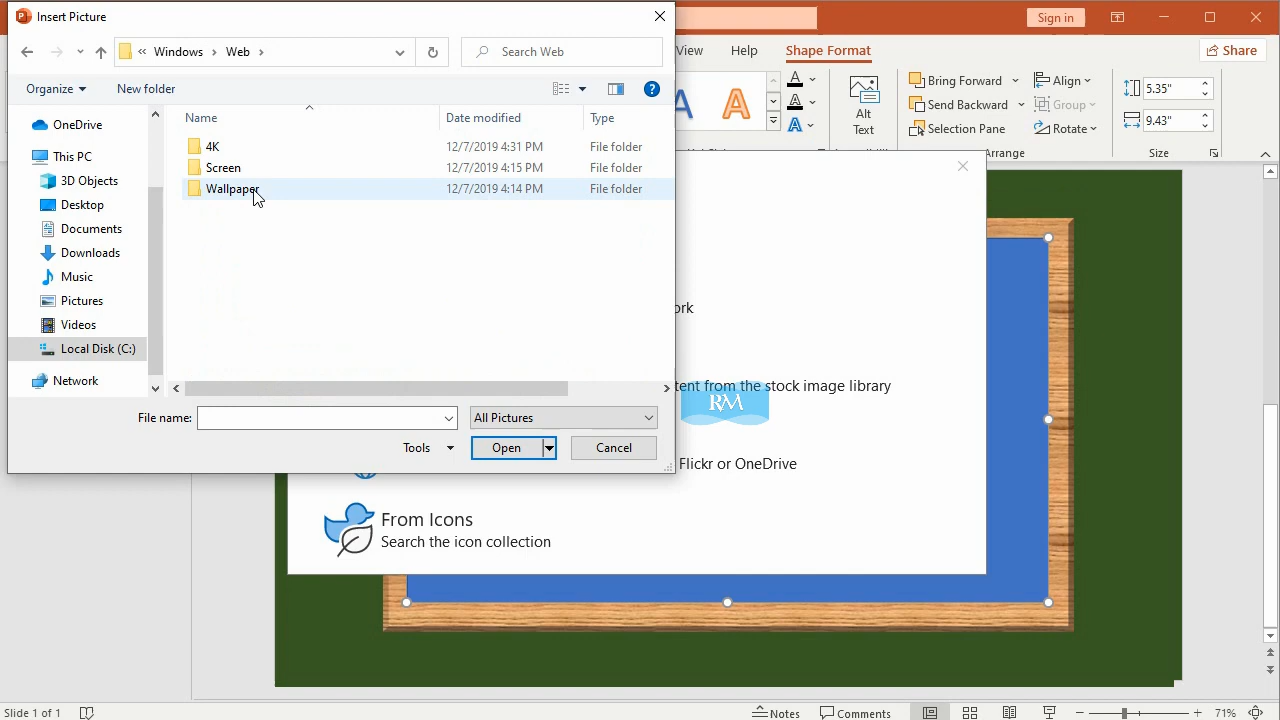 Insert Picture
Sign in
« Windows > Web >
Search Web
View Help Shape Format Share
Organize New folder
Bring Forward Align 5.35"
Send Backward Group
Selection Pane Rotate 9.43"
Alt Text
Arrange Size
Name Date modified Type
OneDrive
This PC
3D Objects
Desktop
Documents
Downloads
Music
Pictures
Videos
Local Disk (C:)
Network
4K 12/7/2019 4:31 PM File folder
Screen 12/7/2019 4:15 PM File folder
Wallpaper 12/7/2019 4:14 PM File folder
File name: All Pictures
Tools Open Cancel
ork
tent from the stock image library
RM
Flickr or OneDrive
From Icons
Search the icon collection
Slide 1 of 1 Notes Comments 71%